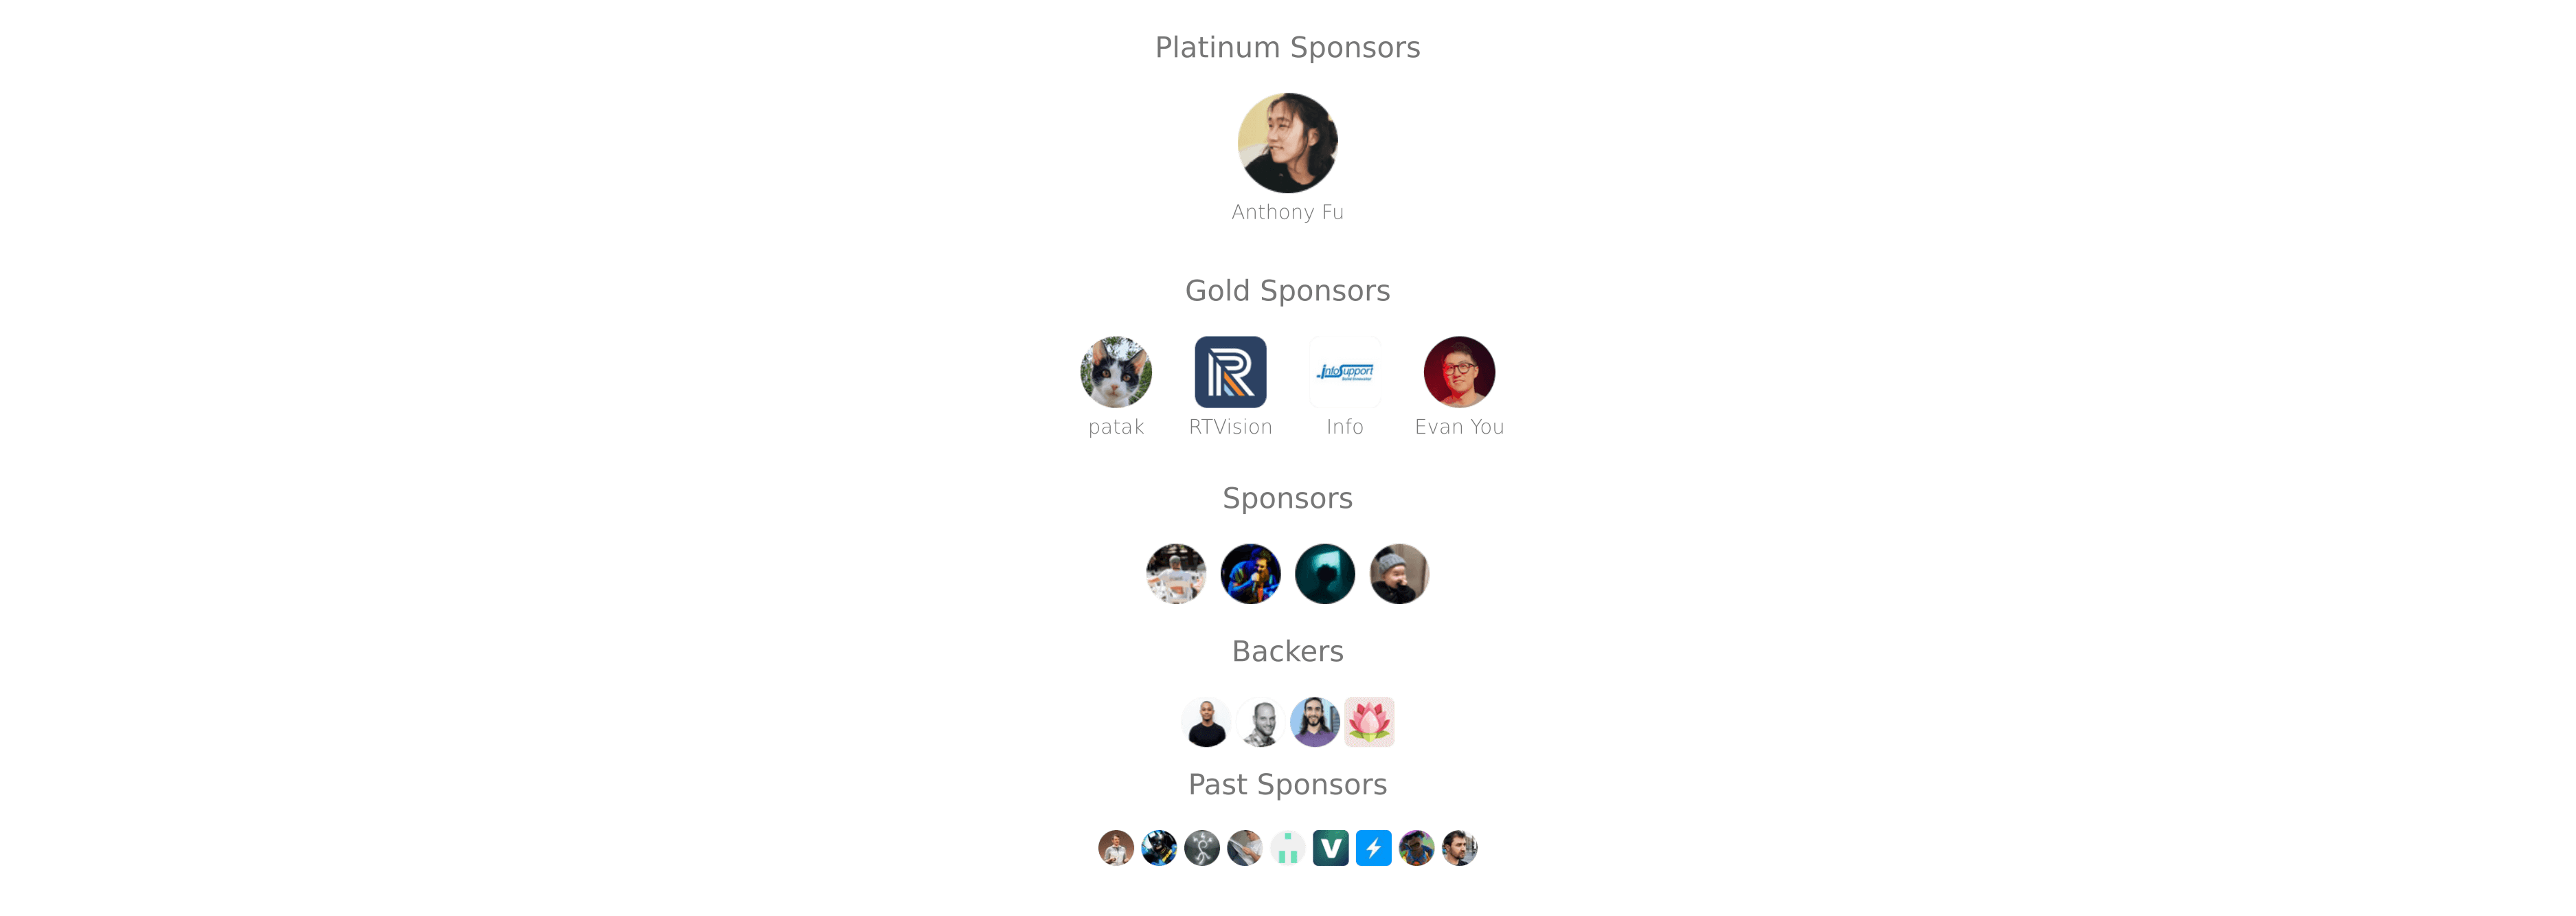 Platinum Sponsors
Anthony Fu
Gold Sponsors
R
InfoSupport
patak
RTVision
Info
Evan You
Sponsors
Backers
Past Sponsors
V